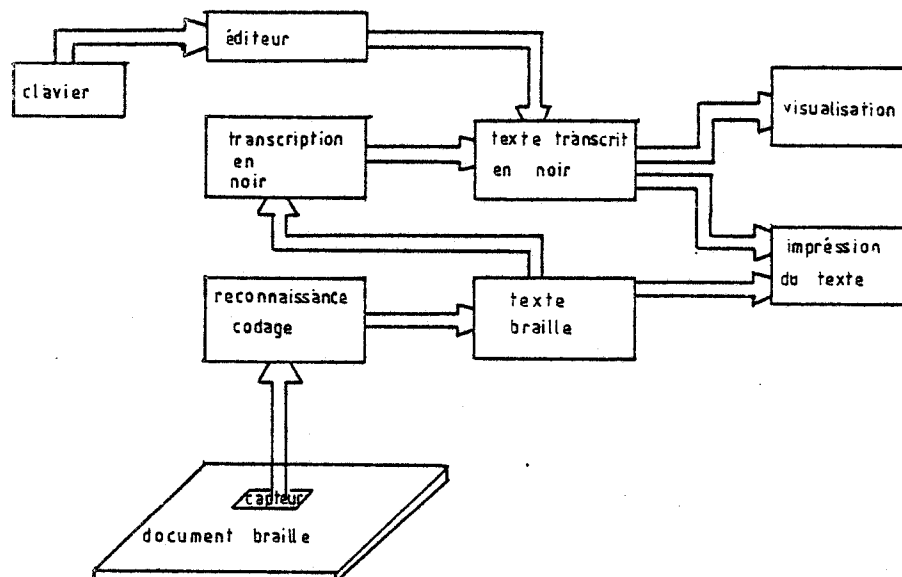 éditeur
clavier
visualisation
transcription
en
noir
texte transcrit
en noir
impréssion
du texte
reconnaissance
codage
texte
braille
capteur
document braille